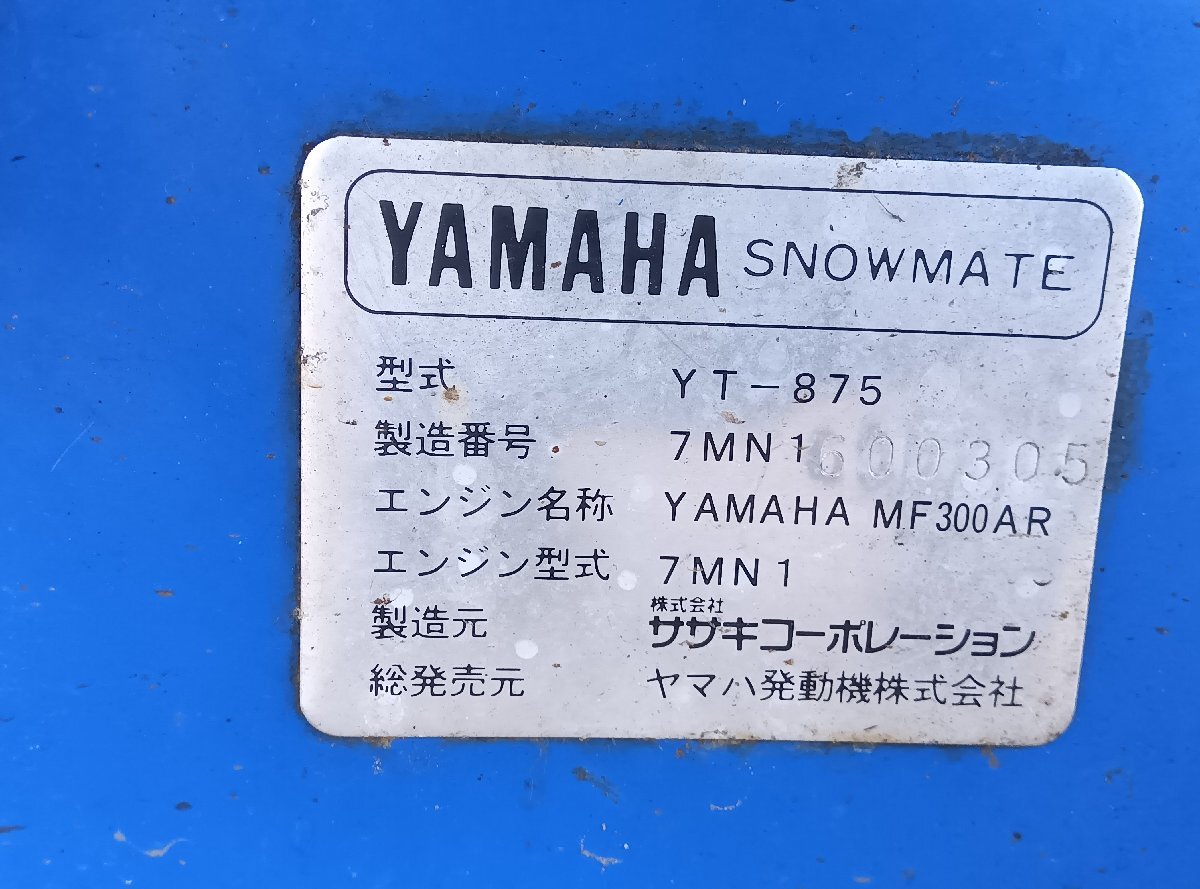 YAMAHA SNOWMATE
型式 YT-875
製造番号 7MN1 600305
エンジン名称 YAMAHA MF300AR
エンジン型式 7MN1
製造元 株式会社 ササキコーポレーション
総発売元 ヤマハ発動機株式会社